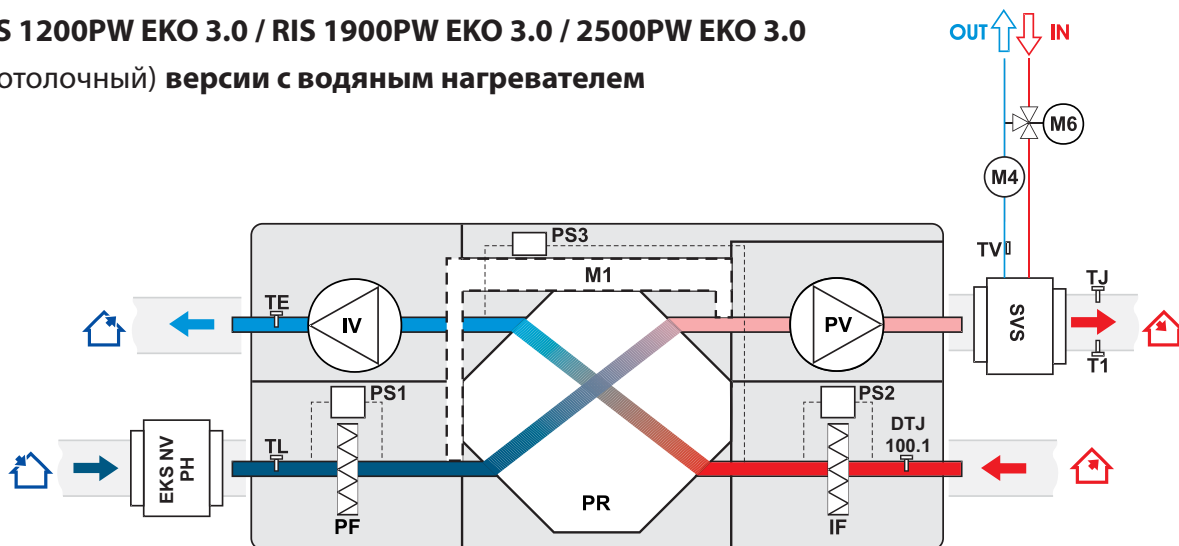 S 1200PW EKO 3.0 / RIS 1900PW EKO 3.0 / 2500PW EKO 3.0
отолочный) версии с водяным нагревателем
OUT IN
M6
M4
TV
PS3
M1
TE
IV
PV
SVS
TJ
T1
PS1
PS2
TL
DTJ
100.1
EKS NV
PH
PF
PR
IF